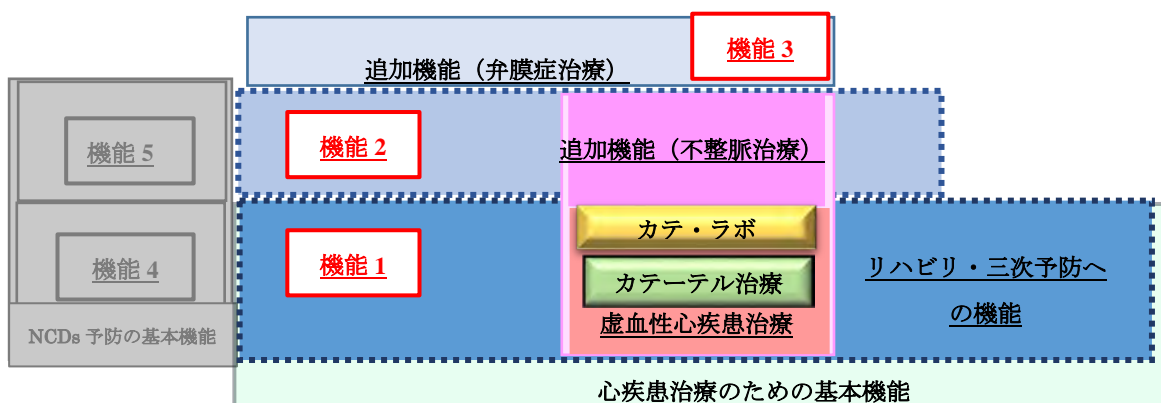 機能 3
追加機能（弁膜症治療）
機能 5
機能 2
追加機能（不整脈治療）
カテ・ラボ
機能 4
機能 1
カテーテル治療
リハビリ・三次予防へ
の機能
虚血性心疾患治療
NCDs 予防の基本機能
心疾患治療のための基本機能